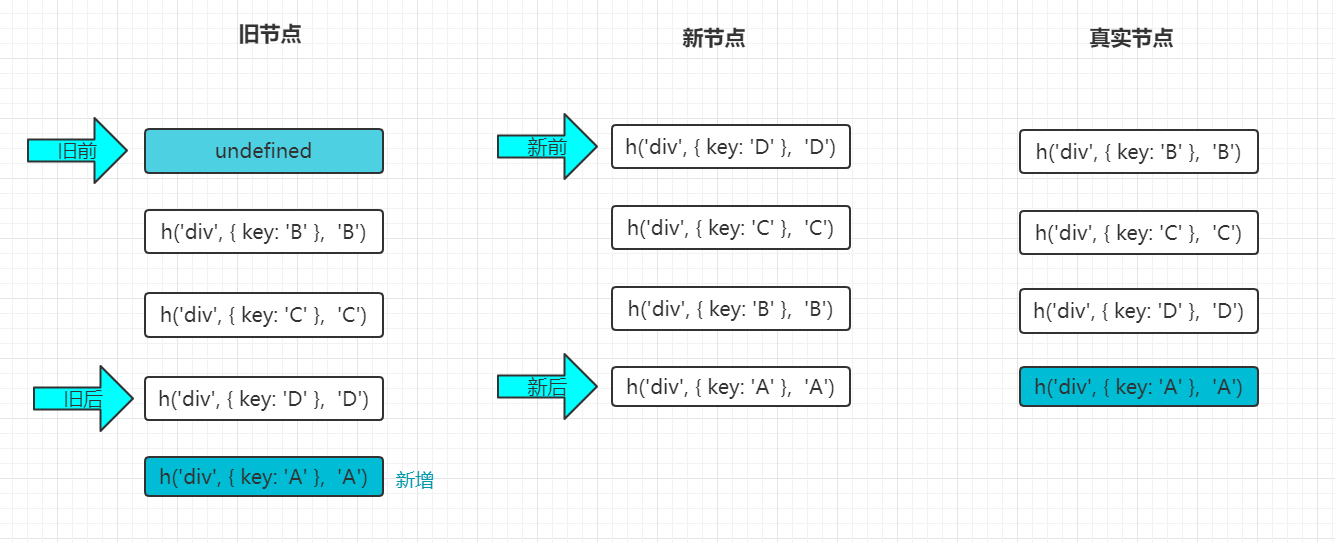 旧节点
新节点
真实节点
旧前
undefined
新前
h('div', { key: 'D' },  'D')
h('div', { key: 'B' },  'B')
h('div', { key: 'B' },  'B')
h('div', { key: 'C' },  'C')
h('div', { key: 'C' },  'C')
h('div', { key: 'C' },  'C')
h('div', { key: 'B' },  'B')
h('div', { key: 'D' },  'D')
旧后
h('div', { key: 'D' },  'D')
新后
h('div', { key: 'A' },  'A')
h('div', { key: 'A' },  'A')
h('div', { key: 'A' },  'A')
新增